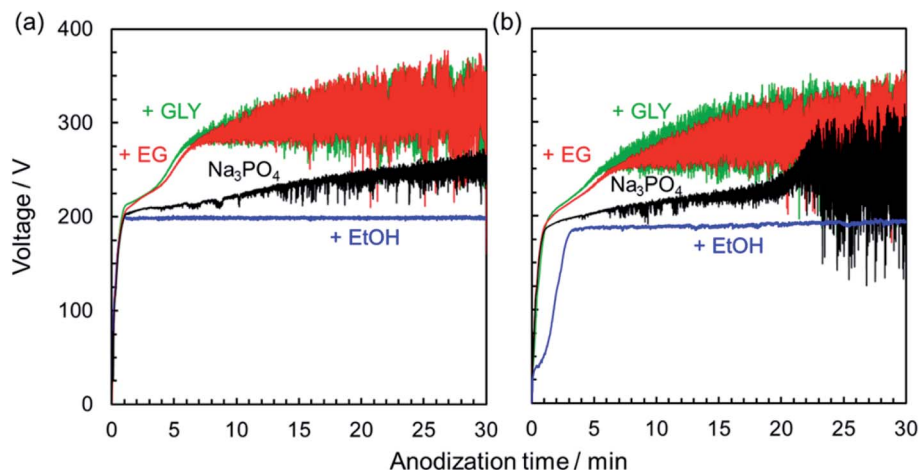 (a)
(b)
400
300
200
100
0
Voltage / V
+ GLY
+ EG
Na₃PO₄
+ EtOH
0 5 10 15 20 25 30
+ GLY
+ EG
Na₃PO₄
+ EtOH
0 5 10 15 20 25 30
Anodization time / min